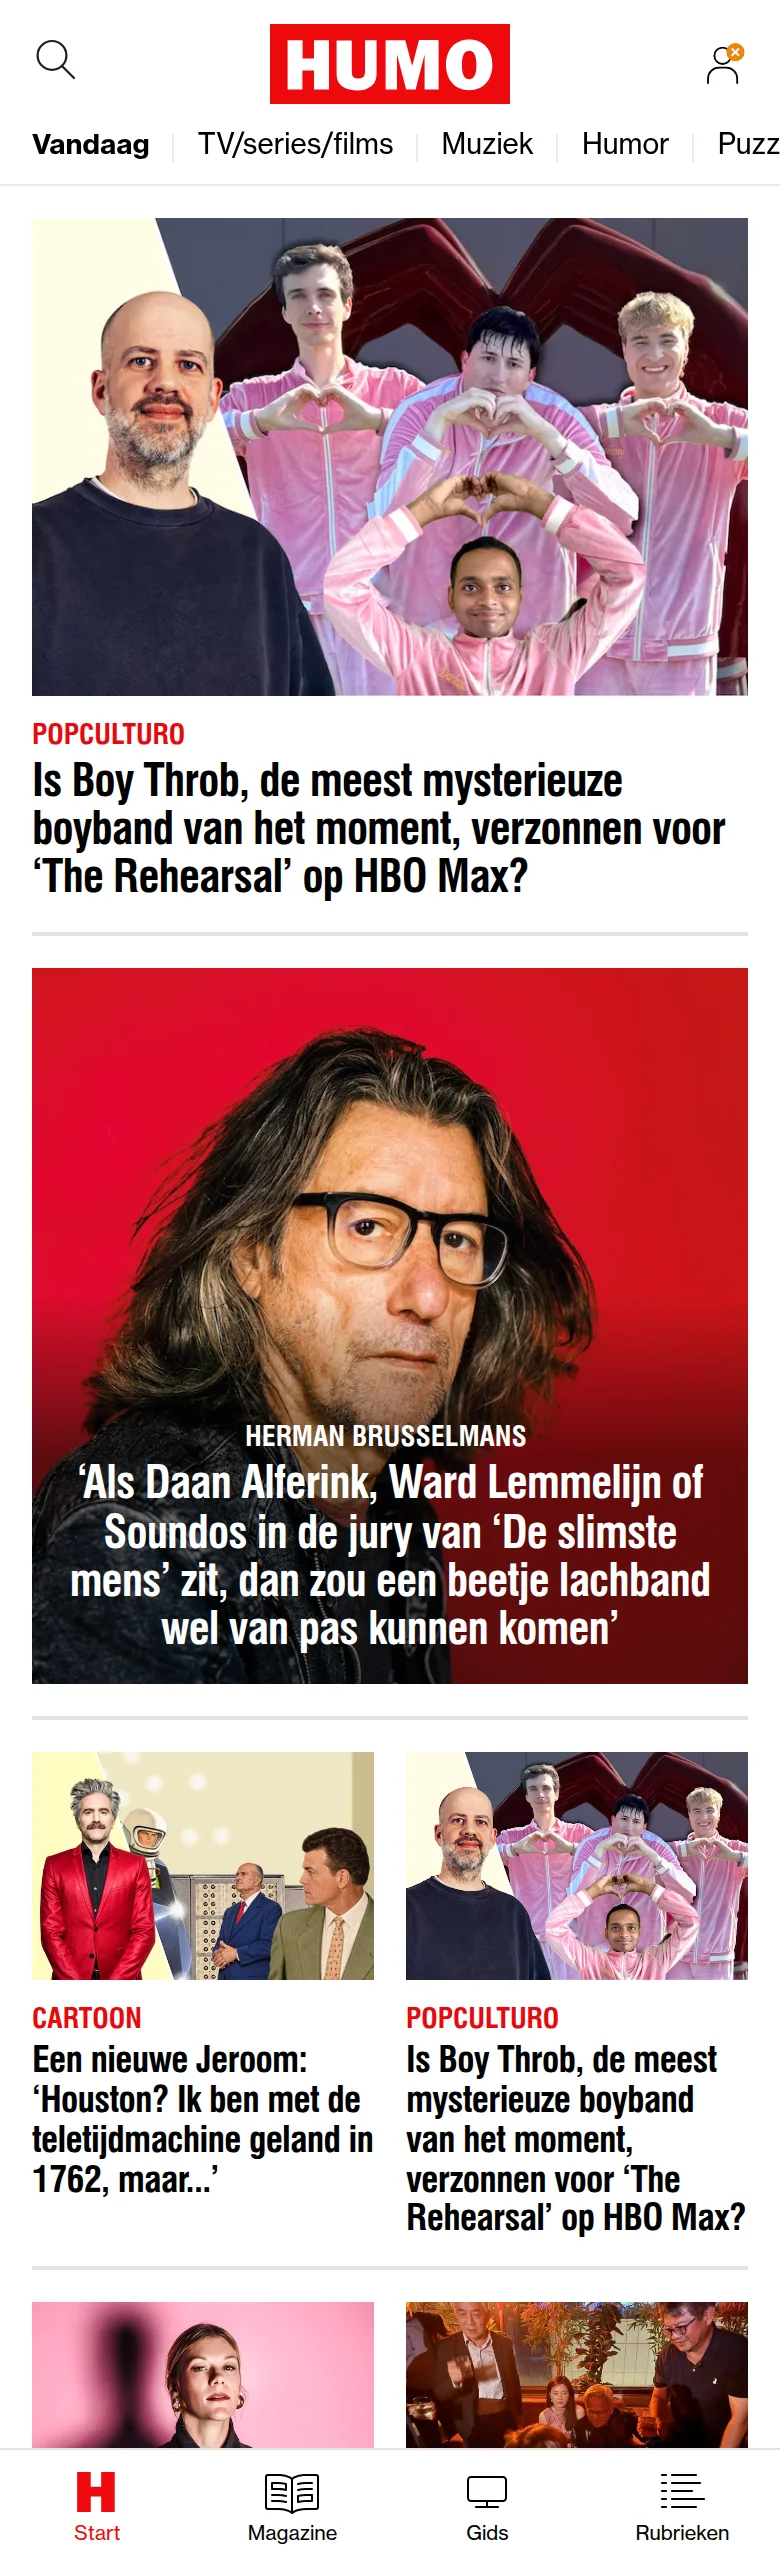 HUMO
Vandaag
TV/series/films
Muziek
Humor
Puzz
POPCULTURO
Is Boy Throb, de meest mysterieuze
boyband van het moment, verzonnen voor
‘The Rehearsal’ op HBO Max?
HERMAN BRUSSELMANS
‘Als Daan Alferink, Ward Lemmelijn of
Soundos in de jury van ‘De slimste
mens’ zit, dan zou een beetje lachband
wel van pas kunnen komen’
CARTOON
Een nieuwe Jeroom:
‘Houston? Ik ben met de
teletijdmachine geland in
1762, maar...’
POPCULTURO
Is Boy Throb, de meest
mysterieuze boyband
van het moment,
verzonnen voor ‘The
Rehearsal’ op HBO Max?
H
Start
Magazine
Gids
Rubrieken